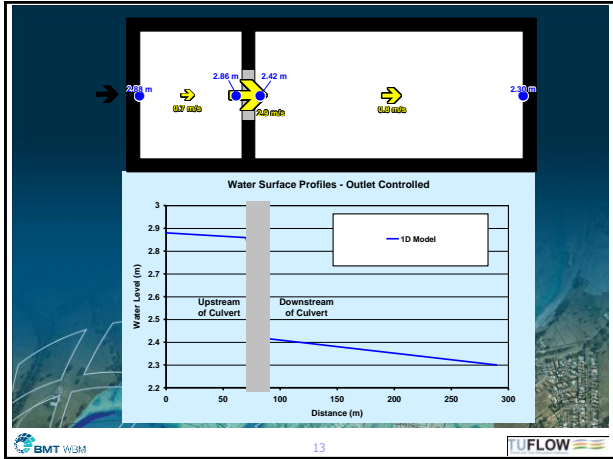 2.88 m
2.86 m
2.42 m
2.30 m
0.7 m/s
2.9 m/s
0.8 m/s
Water Surface Profiles - Outlet Controlled
Water Level (m)
3
2.9
2.8
2.7
2.6
2.5
2.4
2.3
2.2
1D Model
Upstream
of Culvert
Downstream
of Culvert
0
50
100
150
200
250
300
Distance (m)
BMT WBM
13
TUFLOW